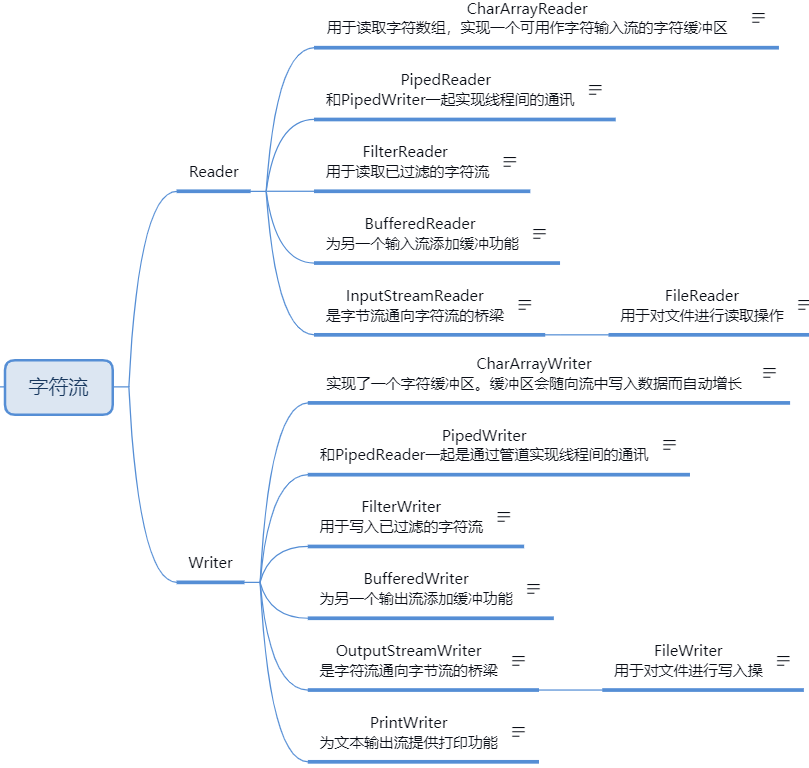 字符流
Reader
CharArrayReader
用于读取字符数组，实现一个可用作字符输入流的字符缓冲区
PipedReader
和PipedWriter一起实现线程间的通讯
FilterReader
用于读取已过滤的字符流
BufferedReader
为另一个输入流添加缓冲功能
InputStreamReader
是字节流通向字符流的桥梁
FileReader
用于对文件进行读取操作
Writer
CharArrayWriter
实现了一个字符缓冲区。缓冲区会随向流中写入数据而自动增长
PipedWriter
和PipedReader一起是通过管道实现线程间的通讯
FilterWriter
用于写入已过滤的字符流
BufferedWriter
为另一个输出流添加缓冲功能
OutputStreamWriter
是字符流通向字节流的桥梁
FileWriter
用于对文件进行写入操
PrintWriter
为文本输出流提供打印功能